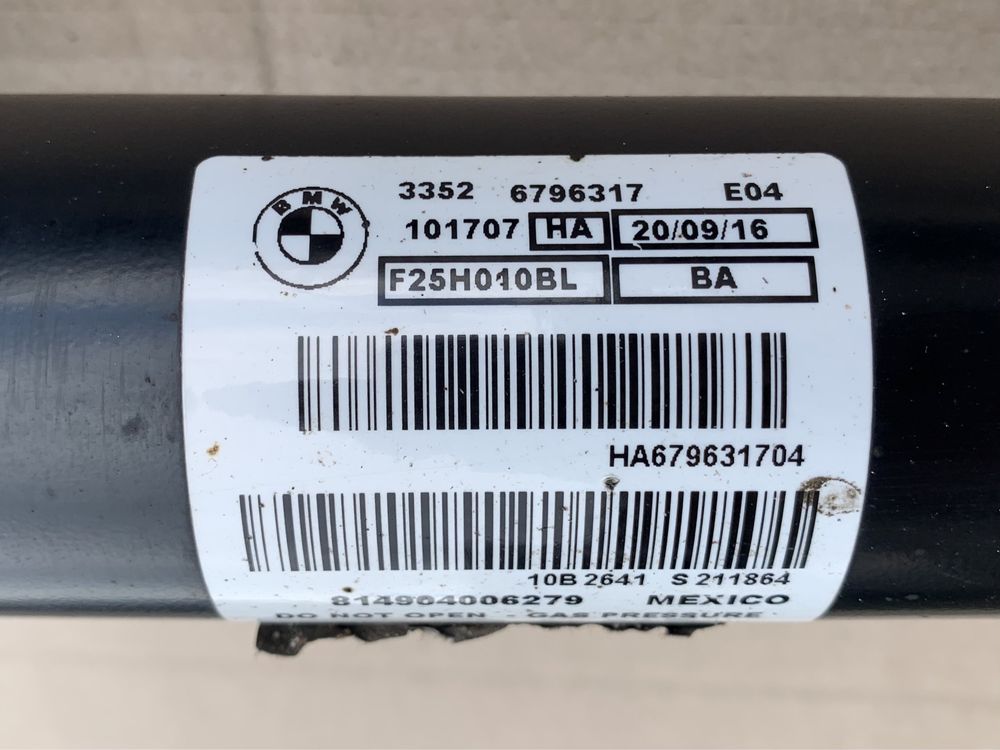 BMW
3352 6796317 E04
101707 HA 20/09/16
F25H010BL BA
HA679631704
10B 2641 S 211864
814904006279 MEXICO
DO NOT OPEN - GAS PRESSURE